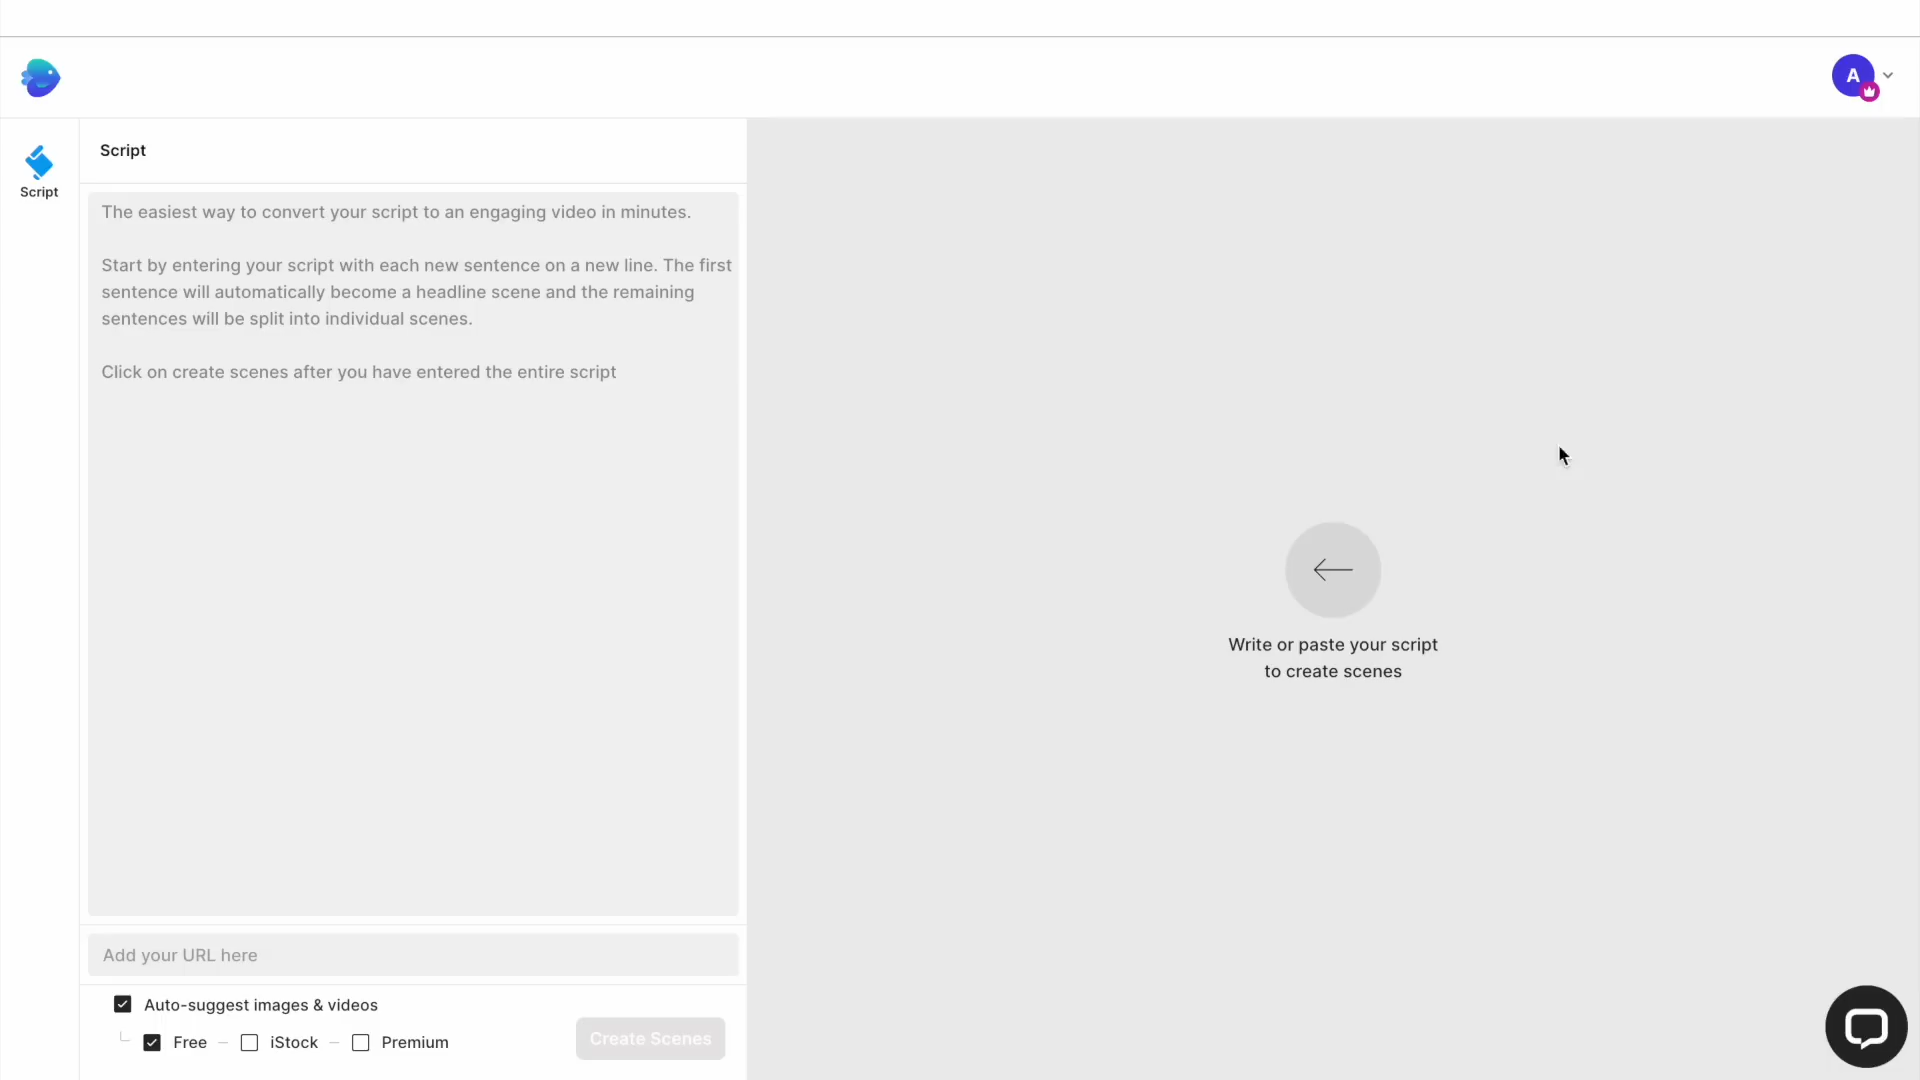 A
Script
Script
The easiest way to convert your script to an engaging video in minutes.
Start by entering your script with each new sentence on a new line. The first
sentence will automatically become a headline scene and the remaining
sentences will be split into individual scenes.
Click on create scenes after you have entered the entire script
Write or paste your script
to create scenes
Add your URL here
Auto-suggest images & videos
Free
iStock
Premium
Create Scenes